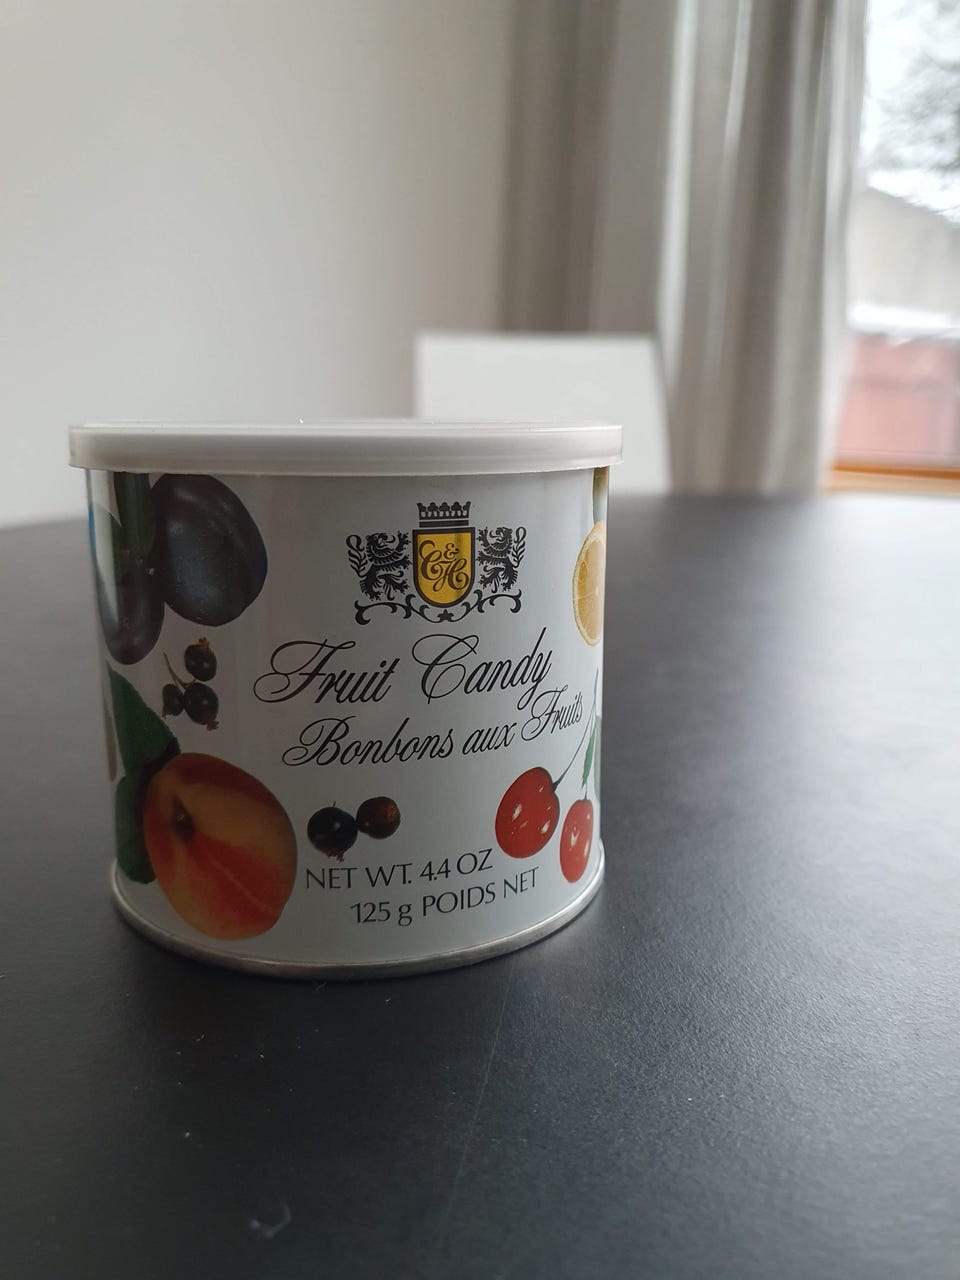 C&H
Fruit Candy
Bonbons aux Fruits
NET WT. 4.4 OZ
125 g POIDS NET